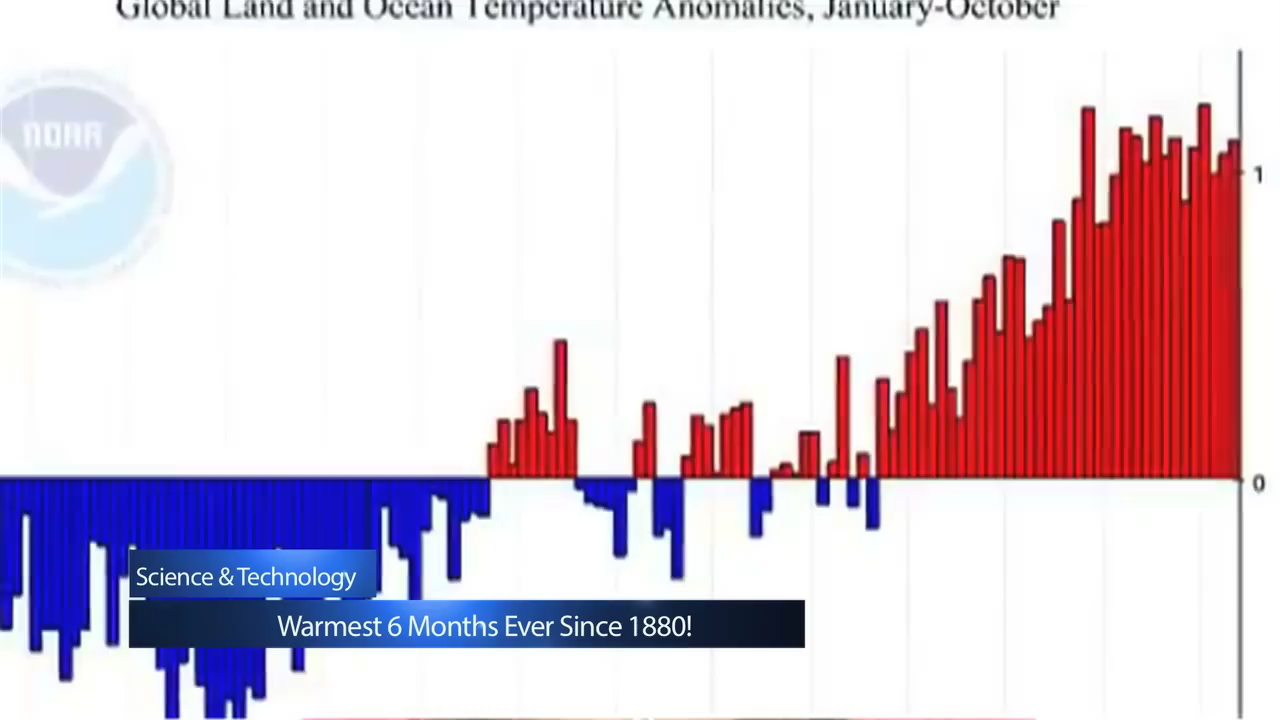 Global Land and Ocean Temperature Anomalies, January-October
NOAA
1
0
Science & Technology
Warmest 6 Months Ever Since 1880!